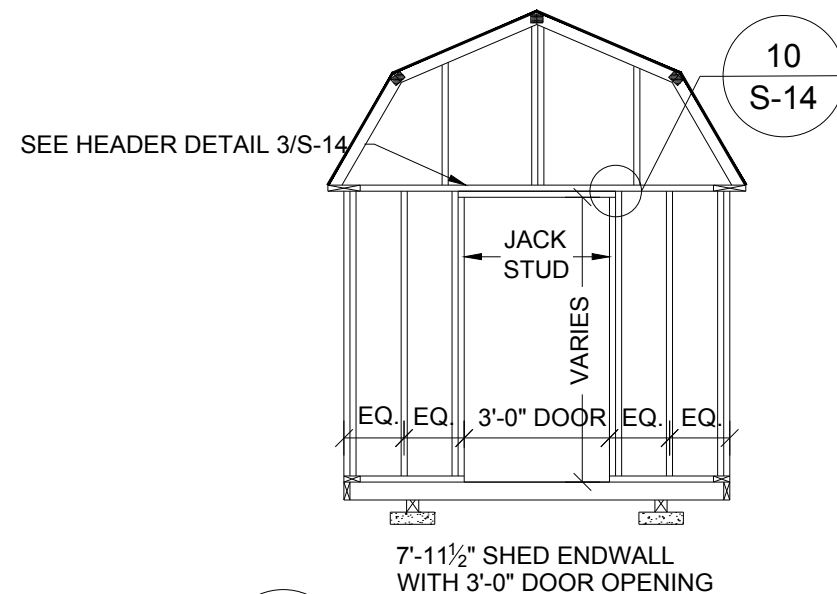 10
S-14
SEE HEADER DETAIL 3/S-14
JACK
STUD
VARIES
EQ. EQ. 3'-0" DOOR EQ. EQ.
7'-11½" SHED ENDWALL
WITH 3'-0" DOOR OPENING